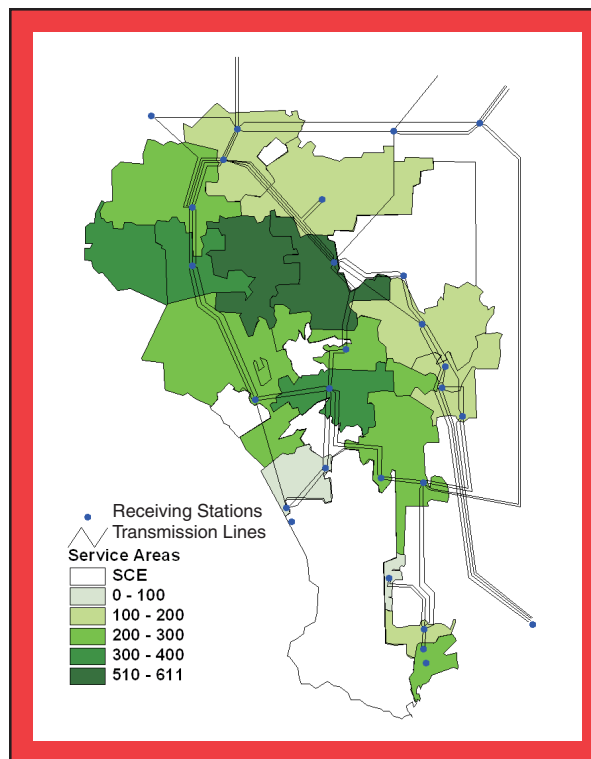 Receiving Stations
Transmission Lines
Service Areas
SCE
0 - 100
100 - 200
200 - 300
300 - 400
510 - 611